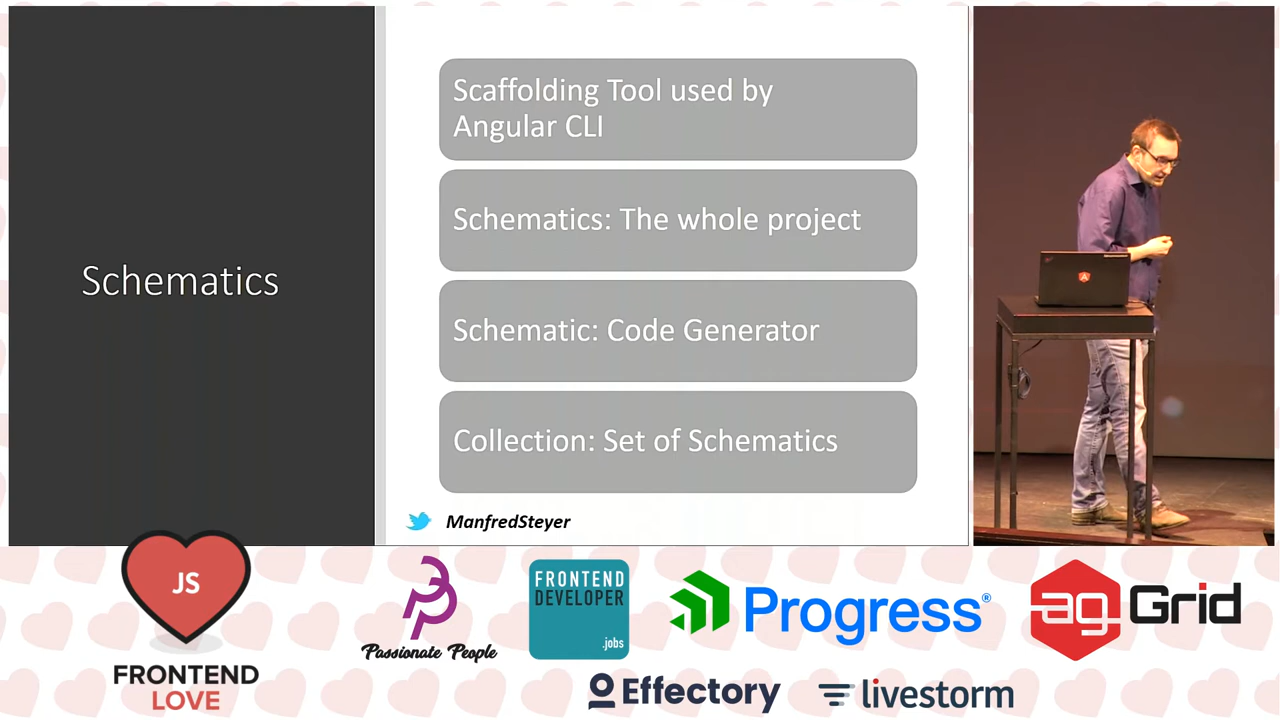 Schematics
Scaffolding Tool used by
Angular CLI
Schematics: The whole project
Schematic: Code Generator
Collection: Set of Schematics
ManfredSteyer
JS
FRONTEND
LOVE
Passionate People
FRONTEND
DEVELOPER
.jobs
Progress®
ag Grid
Effectory
livestorm